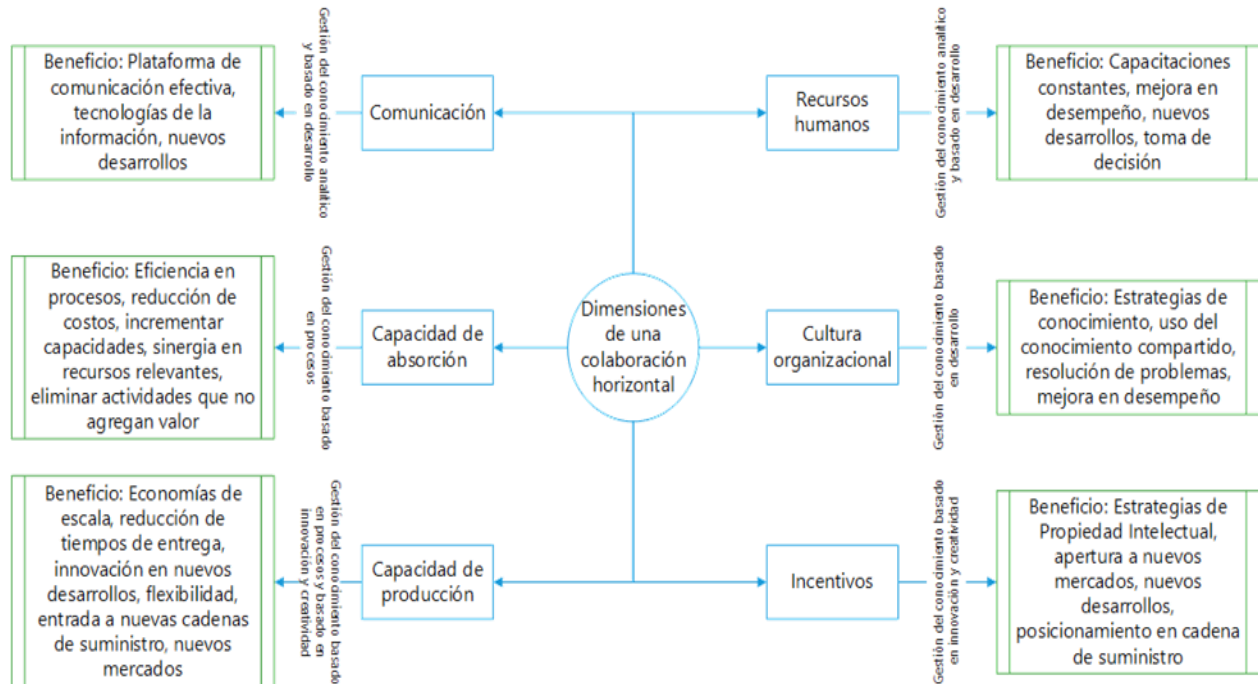 Gestión del conocimiento analítico
y basado en desarrollo
Beneficio: Plataforma de
comunicación efectiva,
tecnologías de la
información, nuevos
desarrollos
Comunicación
Recursos
humanos
Gestión del conocimiento analítico
y basado en desarrollo
Beneficio: Capacitaciones
constantes, mejora en
desempeño, nuevos
desarrollos, toma de
decisión
Beneficio: Eficiencia en
procesos, reducción de
costos, incrementar
capacidades, sinergia en
recursos relevantes,
eliminar actividades que no
agregan valor
Gestión del conocimiento basado
en procesos
Capacidad de
absorción
Dimensiones
de una
colaboración
horizontal
Cultura
organizacional
Gestión del conocimiento basado
en desarrollo
Beneficio: Estrategias de
conocimiento, uso del
conocimiento compartido,
resolución de problemas,
mejora en desempeño
Beneficio: Economías de
escala, reducción de
tiempos de entrega,
innovación en nuevos
desarrollos, flexibilidad,
entrada a nuevas cadenas
de suministro, nuevos
mercados
Gestión del conocimiento basado
en procesos y basado en
innovación y creatividad
Capacidad de
producción
Incentivos
Gestión del conocimiento basado
en innovación y creatividad
Beneficio: Estrategias de
Propiedad Intelectual,
apertura a nuevos
mercados, nuevos
desarrollos,
posicionamiento en cadena
de suministro